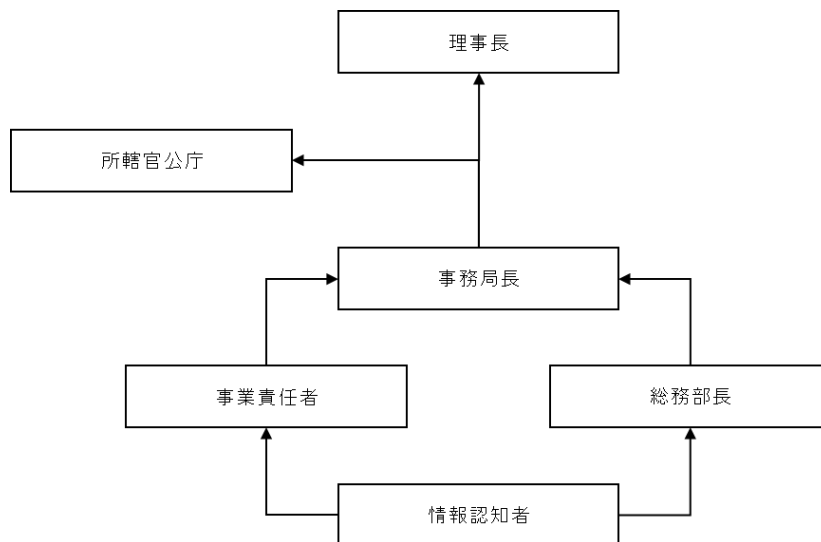 理事長
所轄官公庁
事務局長
事業責任者
総務部長
情報認知者